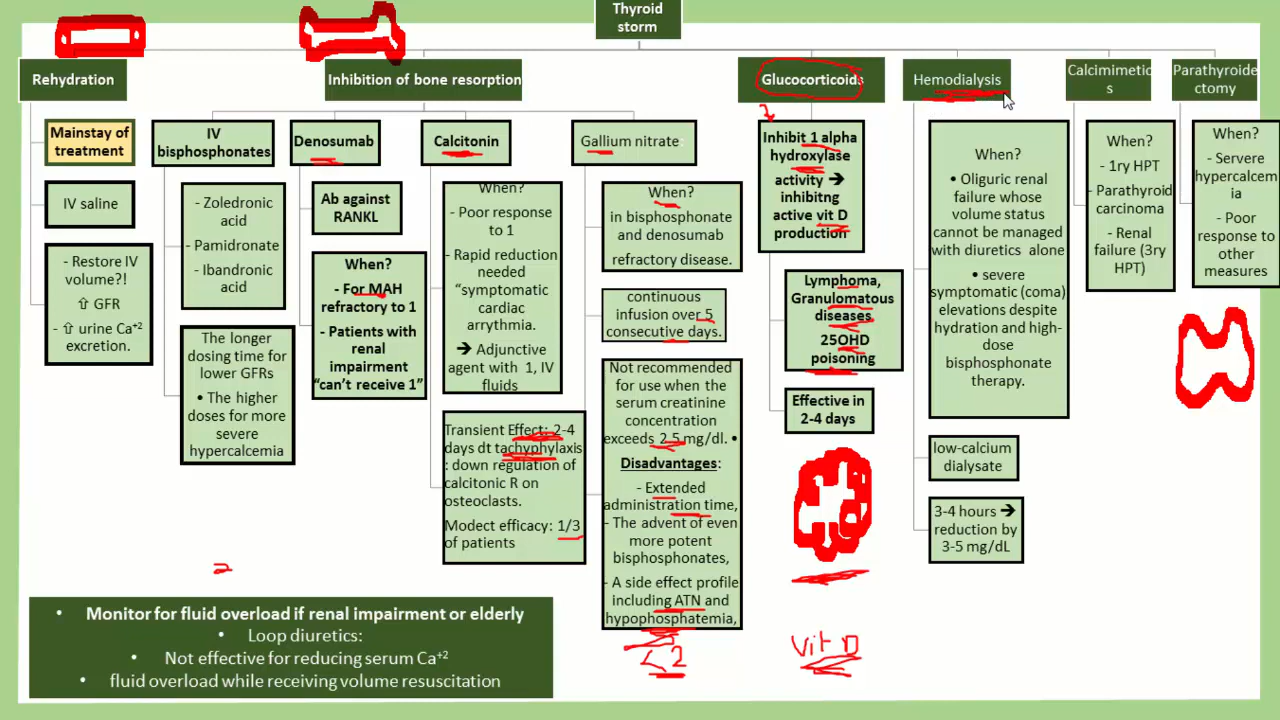 Thyroid
storm
Rehydration
Mainstay of
treatment
IV saline
- Restore IV
volume?!
⇧ GFR
- ⇧ urine Ca⁺²
excretion.
Inhibition of bone resorption
IV
bisphosphonates
- Zoledronic
acid
- Pamidronate
- Ibandronic
acid
The longer
dosing time for
lower GFRs
• The higher
doses for more
severe
hypercalcemia
Denosumab
Ab against
RANKL
When?
- For MAH
refractory to 1
- Patients with
renal
impairment
“can’t receive 1”
Calcitonin
When?
- Poor response
to 1
- Rapid reduction
needed
“symptomatic
cardiac
arrythmia.
➔ Adjunctive
agent with 1, IV
fluids
Transient Effect: 2-4
days dt tachyphylaxis
: down regulation of
calcitonic R on
osteoclasts.
Modect efficacy: 1/3
of patients
Gallium nitrate
When?
in bisphosphonate
and denosumab
refractory disease.
continuous
infusion over 5
consecutive days.
Not recommended
for use when the
serum creatinine
concentration
exceeds 2.5 mg/dl. •
Disadvantages:
- Extended
administration time,
- The advent of even
more potent
bisphosphonates,
- A side effect profile
including ATN and
hypophosphatemia,
< 2
Glucocorticoids
Inhibit 1 alpha
hydroxylase
activity ➔
inhibitng
active vit D
production
Lymphoma,
Granulomatous
diseases
25OHD
poisoning
Effective in
2-4 days
Vit D
Hemodialysis
When?
• Oliguric renal
failure whose
volume status
cannot be managed
with diuretics alone
• severe
symptomatic (coma)
elevations despite
hydration and high-
dose
bisphosphonate
therapy.
low-calcium
dialysate
3-4 hours ➔
reduction by
3-5 mg/dL
Calcimimetic
s
When?
- 1ry HPT
- Parathyroid
carcinoma
- Renal
failure (3ry
HPT)
Parathyroide
ctomy
When?
- Servere
hypercalcem
ia
- Poor
response to
other
measures
• Monitor for fluid overload if renal impairment or elderly
• Loop diuretics:
• Not effective for reducing serum Ca⁺²
• fluid overload while receiving volume resuscitation